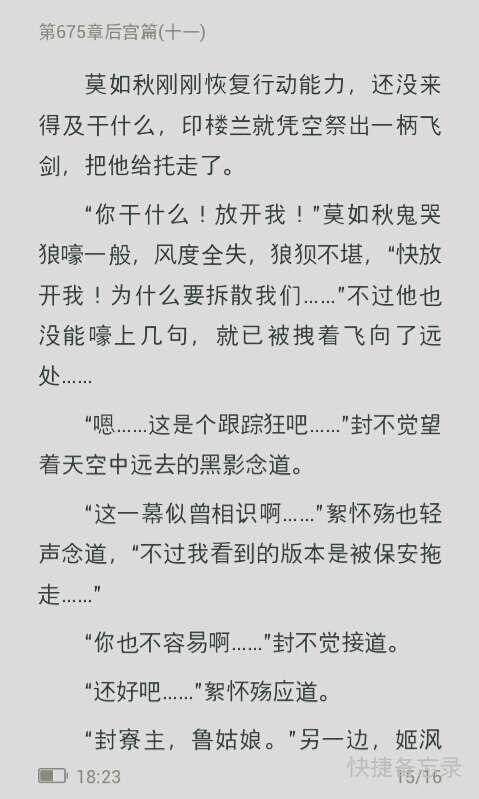 第675章后宫篇(十一)
莫如秋刚刚恢复行动能力，还没来
得及干什么，印楼兰就凭空祭出一柄飞
剑，把他给扥走了。
“你干什么！放开我！”莫如秋鬼哭
狼嚎一般，风度全失，狼狈不堪，“快放
开我！为什么要拆散我们……”不过他也
没能嚎上几句，就已被拽着飞向了远
处……
“嗯……这是个跟踪狂吧……”封不觉望
着天空中远去的黑影念道。
“这一幕似曾相识啊……”絮怀殇也轻
声念道，“不过我看到的版本是被保安拖
走……”
“你也不容易啊……”封不觉接道。
“还好吧……”絮怀殇应道。
“封寮主，鲁姑娘。”另一边，姬沨
18:23
15/16
快捷备忘录